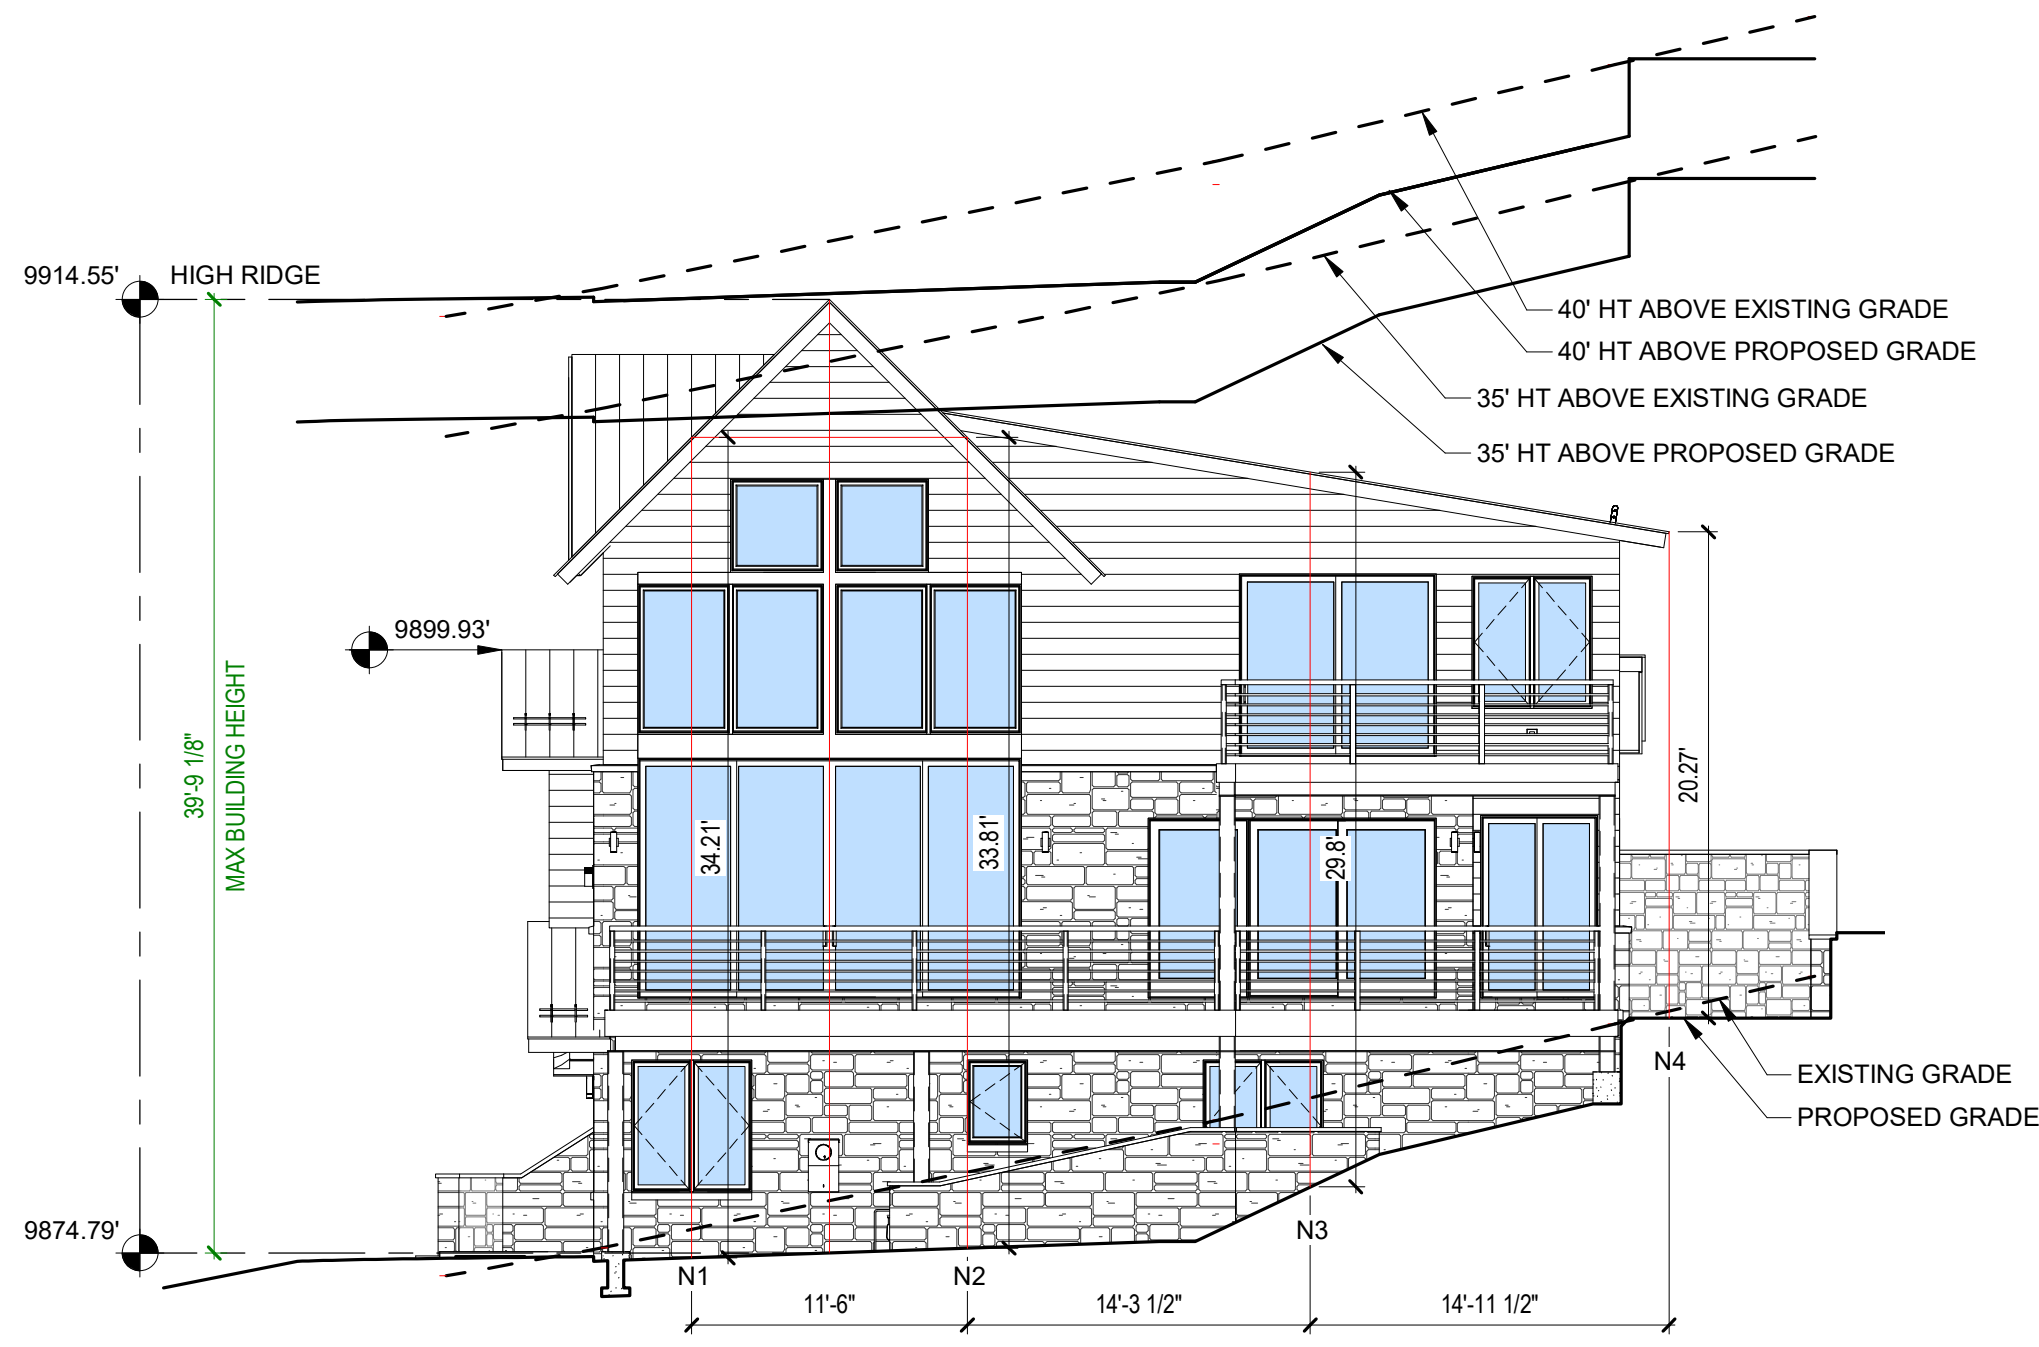 9914.55'
HIGH RIDGE
40' HT ABOVE EXISTING GRADE
40' HT ABOVE PROPOSED GRADE
35' HT ABOVE EXISTING GRADE
35' HT ABOVE PROPOSED GRADE
9899.93'
39'-9 1/8"
MAX BUILDING HEIGHT
34.21'
33.81'
29.8'
20.27'
N4
EXISTING GRADE
PROPOSED GRADE
9874.79'
N3
N1
N2
11'-6"
14'-3 1/2"
14'-11 1/2"